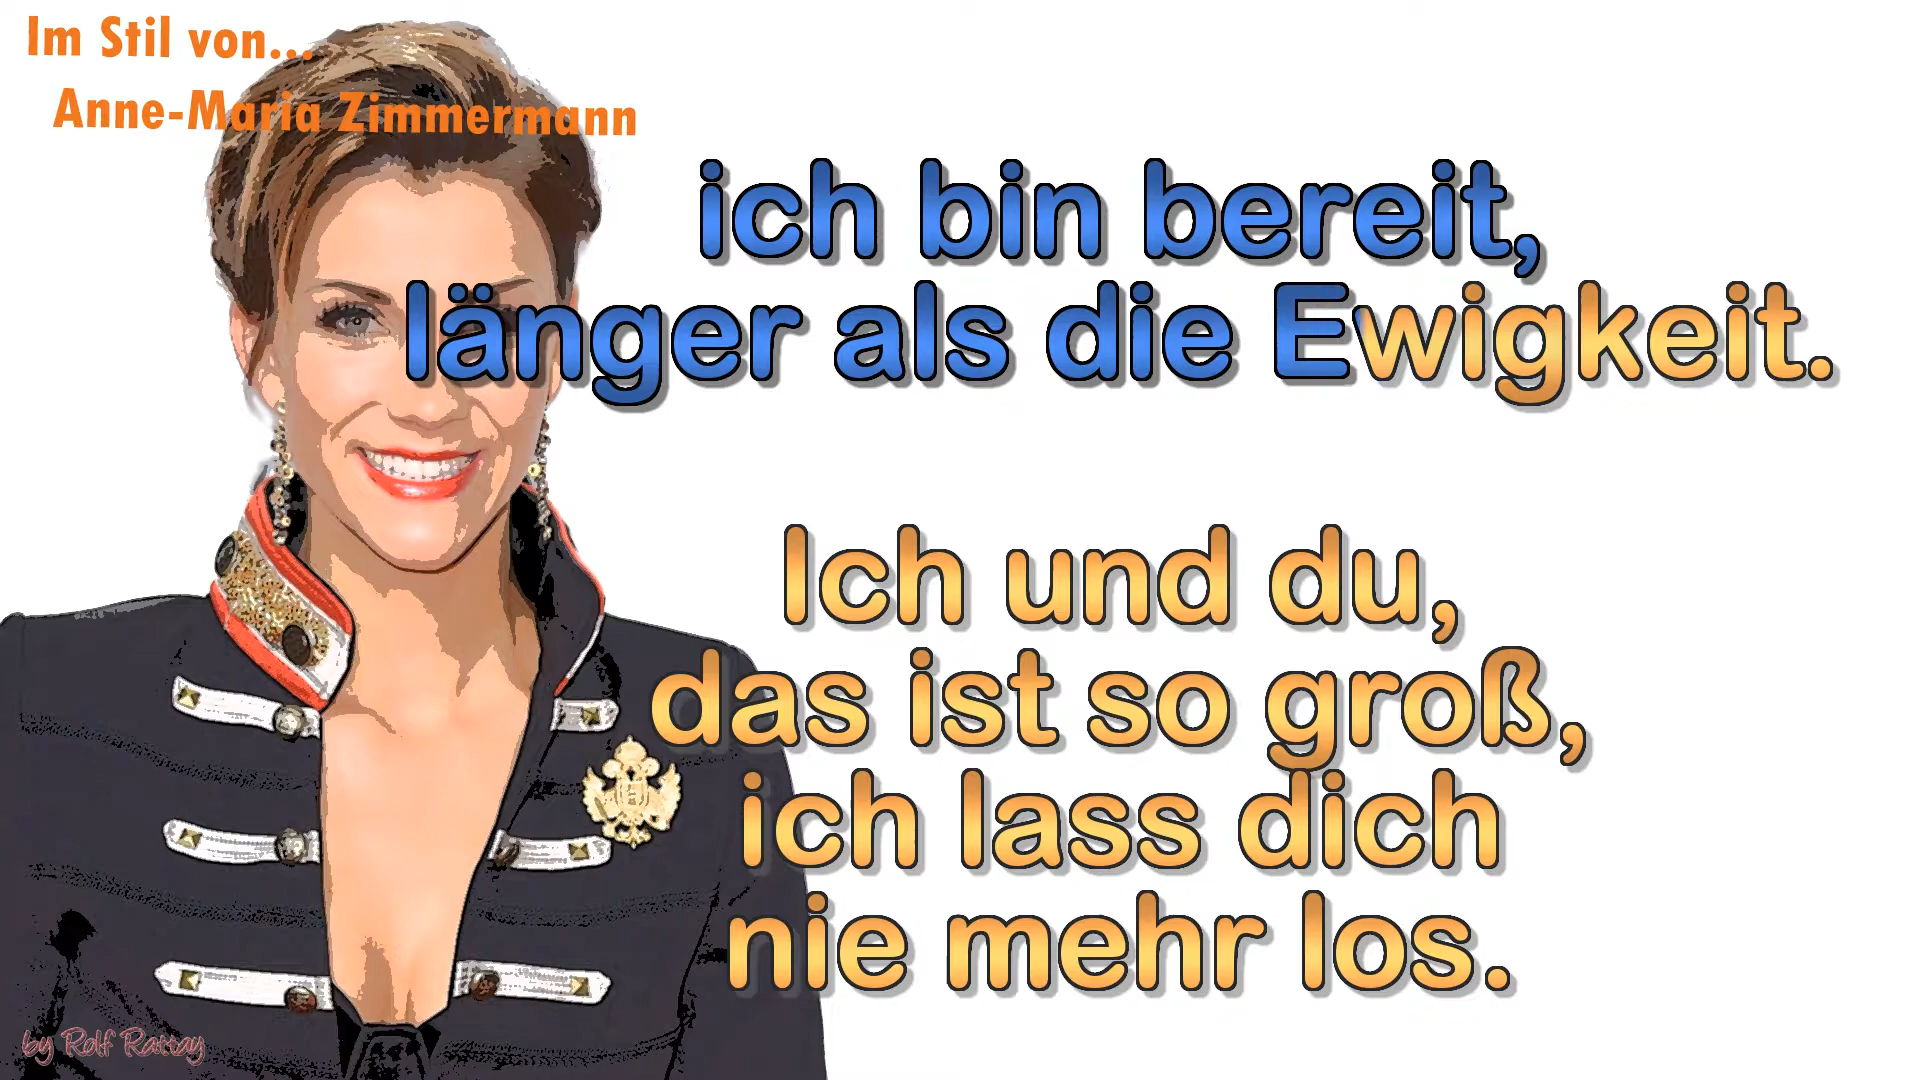 Im Stil von...
Anne-Maria Zimmermann
ich bin bereit,
länger als die Ewigkeit.
Ich und du,
das ist so groß,
ich lass dich
nie mehr los.
by Rolf Rattay